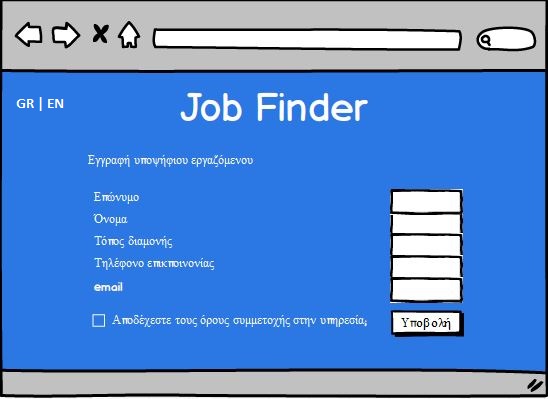 GR | EN
Job Finder
Εγγραφή υποψήφιου εργαζόμενου
Επώνυμο
Όνομα
Τόπος διαμονής
Τηλέφονο επικποινονίας
email
Αποδέχεστε τους όρους συμμετοχής στην υπηρεσία;
Υποβολή